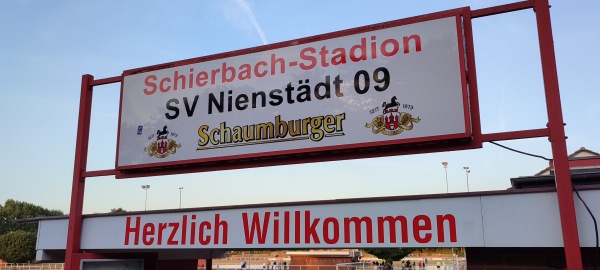 Schierbach-Stadion
SV Nienstädt 09
Schaumburger
Herzlich Willkommen